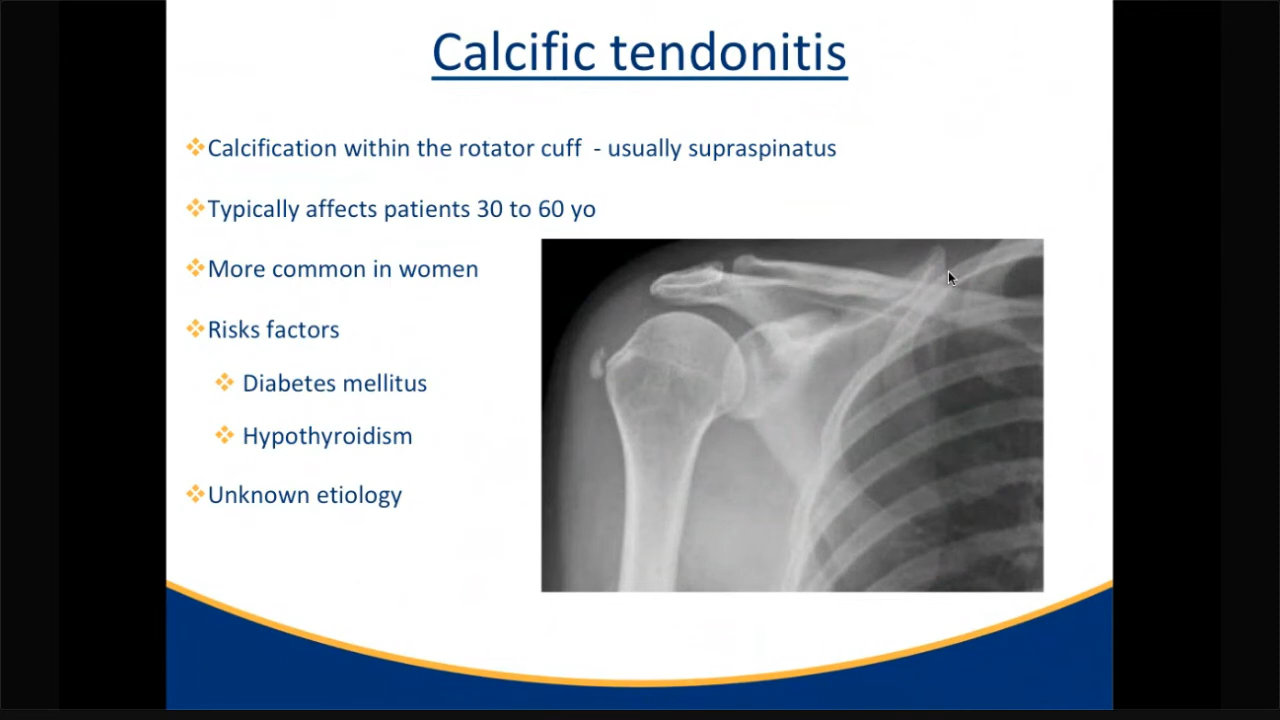 Calcific tendonitis
Calcification within the rotator cuff - usually supraspinatus
Typically affects patients 30 to 60 yo
More common in women
Risks factors
Diabetes mellitus
Hypothyroidism
Unknown etiology